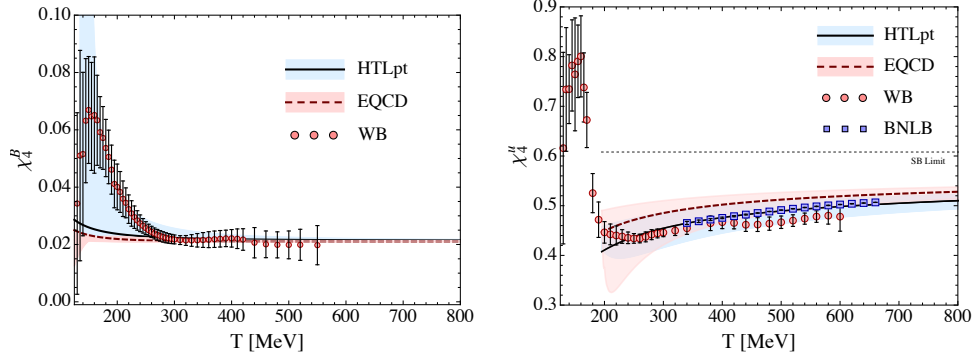 0.10
0.08
0.06
0.04
0.02
0.00
χ₄ᴮ
HTLpt
EQCD
WB
200 300 400 500 600 700 800
T [MeV]
0.9
0.8
0.7
0.6
0.5
0.4
0.3
χ₄ᵘ
HTLpt
EQCD
WB
BNLB
SB Limit
200 300 400 500 600 700 800
T [MeV]